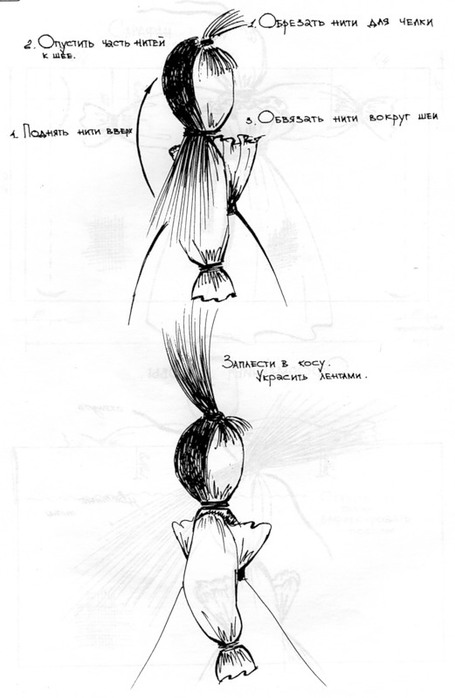 Обрезать нити для челки
2. Опустить часть нитей
к шее.
1. Поднять нити вверх
3. Обвязать нити вокруг шеи
Заплести в косу.
Украсить лентами.